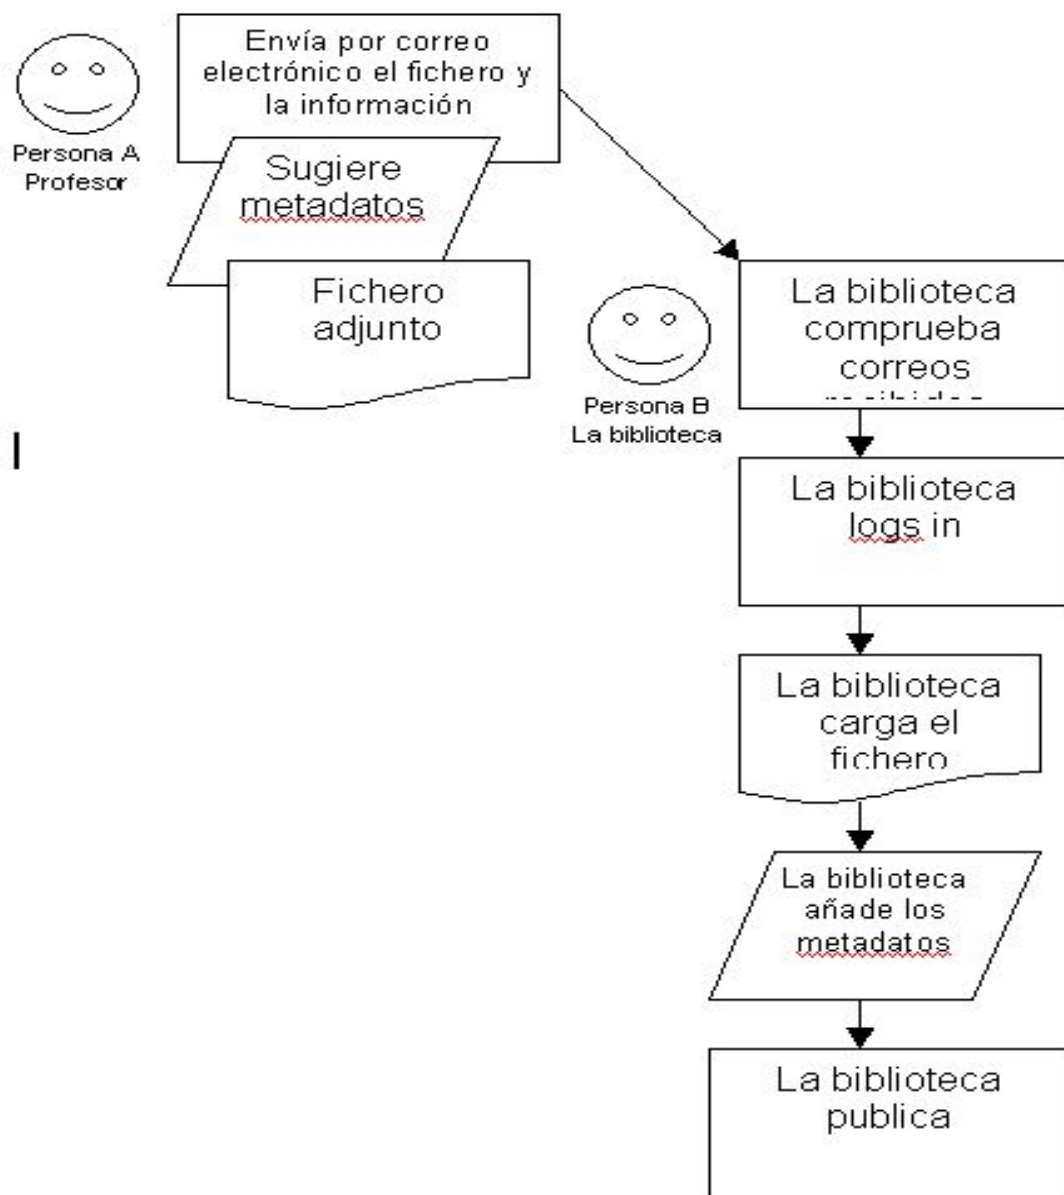 Envía por correo
electrónico el fichero y
la información
Persona A
Profesor
Sugiere
metadatos
Fichero
adjunto
La biblioteca
comprueba
correos
Persona B
La biblioteca
La biblioteca
logs in
La biblioteca
carga el
fichero
La biblioteca
añade los
metadatos
La biblioteca
publica